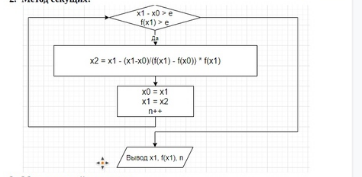 2. Метод секущих:
x1 - x0 > e
f(x1) > e
Да
x2 = x1 - (x1-x0)/(f(x1) - f(x0)) * f(x1)
x0 = x1
x1 = x2
n++
Вывод x1, f(x1), n